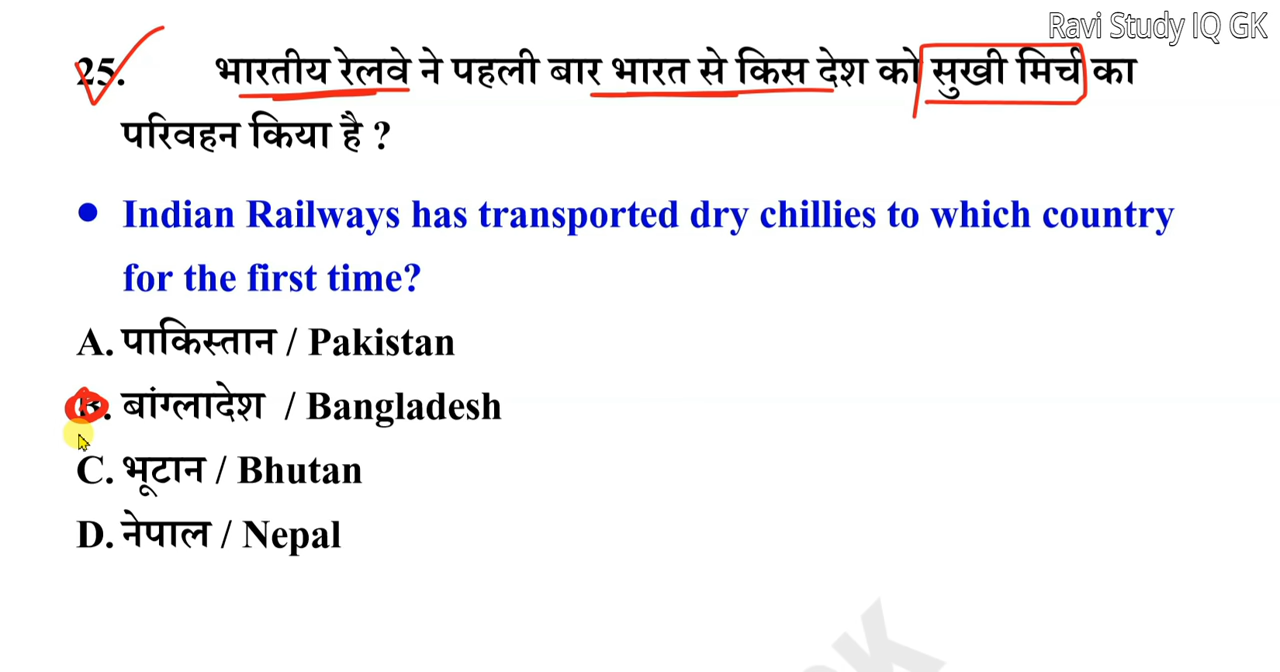 Ravi Study IQ GK
25. भारतीय रेलवे ने पहली बार भारत से किस देश को सुखी मिर्च का
परिवहन किया है ?
• Indian Railways has transported dry chillies to which country
for the first time?
A. पाकिस्तान / Pakistan
B. बांग्लादेश / Bangladesh
C. भूटान / Bhutan
D. नेपाल / Nepal